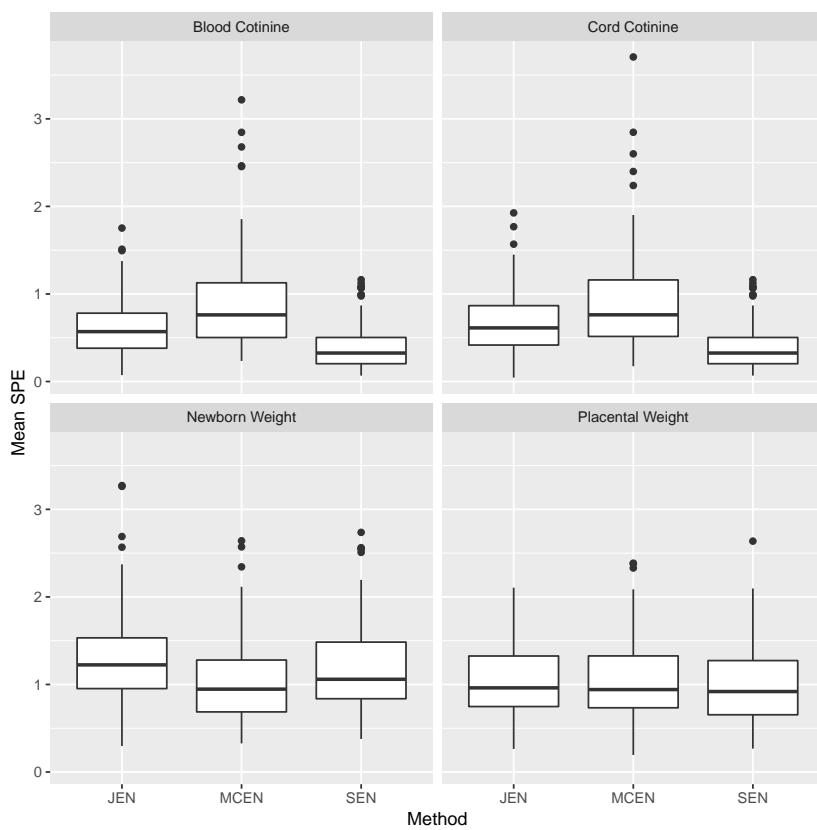 Blood Cotinine
Cord Cotinine
3
2
1
0
Newborn Weight
Placental Weight
3
2
1
0
JEN MCEN SEN
JEN MCEN SEN
Method
Mean SPE